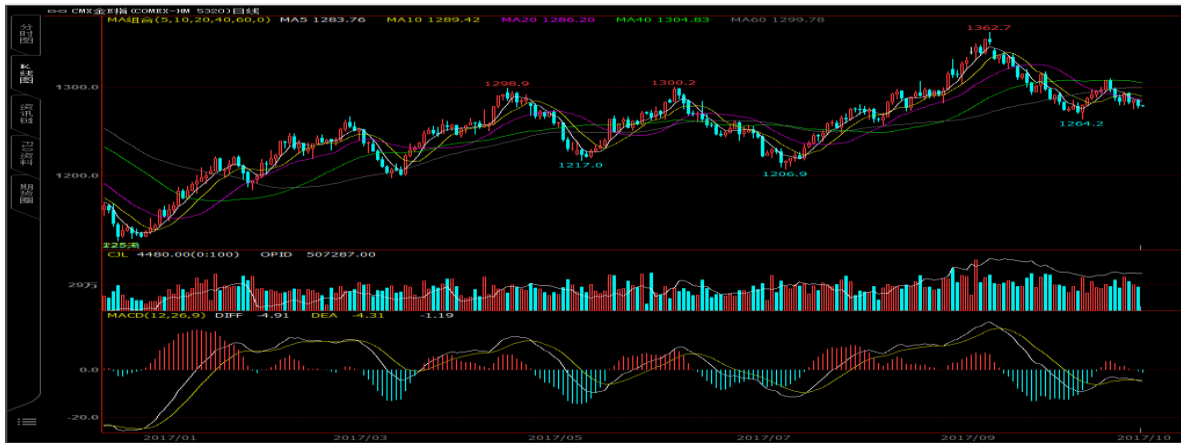 CMX金E指(COMEX-HM 5320)日线
MA组合(5,10,20,40,60,0) MA5 1283.76 MA10 1289.42 MA20 1286.20 MA40 1304.83 MA60 1299.78
分时图
K线图
资讯链
F10资料
1362.7
1300.0
1298.9
1300.2
1264.2
1217.0
1206.9
1200.0
CJL 4480.00(0:100) OPID 507287.00
29万
MACD(12,26,9) DIFF -4.91 DEA -4.31 -1.19
0.0
-20.0
2017/01 2017/03 2017/05 2017/07 2017/09 2017/10